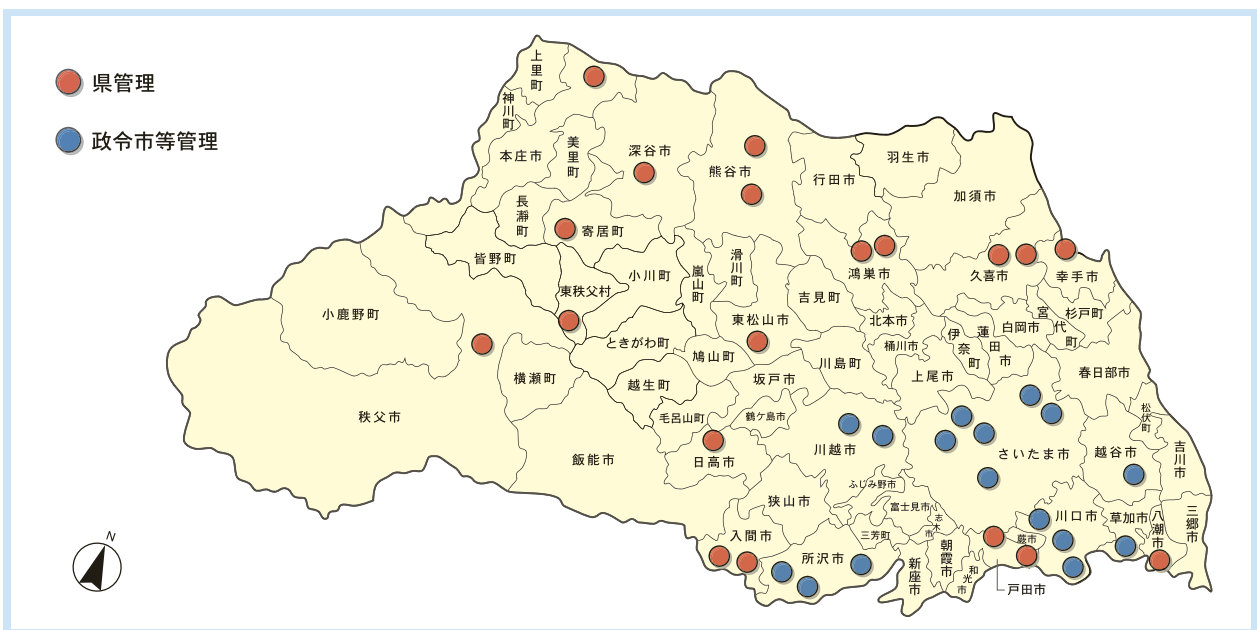 県管理
政令市等管理
上里町
神川町
本庄市
美里町
深谷市
熊谷市
行田市
羽生市
加須市
長瀞町
寄居町
皆野町
小川町
嵐山町
滑川町
吉見町
鴻巣市
久喜市
幸手市
東秩父村
小鹿野町
東松山市
北本市
桶川市
伊奈町
蓮田市
白岡市
宮代町
杉戸町
ときがわ町
鳩山町
川島町
上尾市
春日部市
横瀬町
越生町
坂戸市
松伏町
秩父市
毛呂山町
鶴ケ島市
飯能市
日高市
川越市
さいたま市
越谷市
吉川市
狭山市
ふじみ野市
富士見市
志木市
川口市
草加市
八潮市
三郷市
入間市
所沢市
三芳町
新座市
朝霞市
和光市
蕨市
戸田市
N